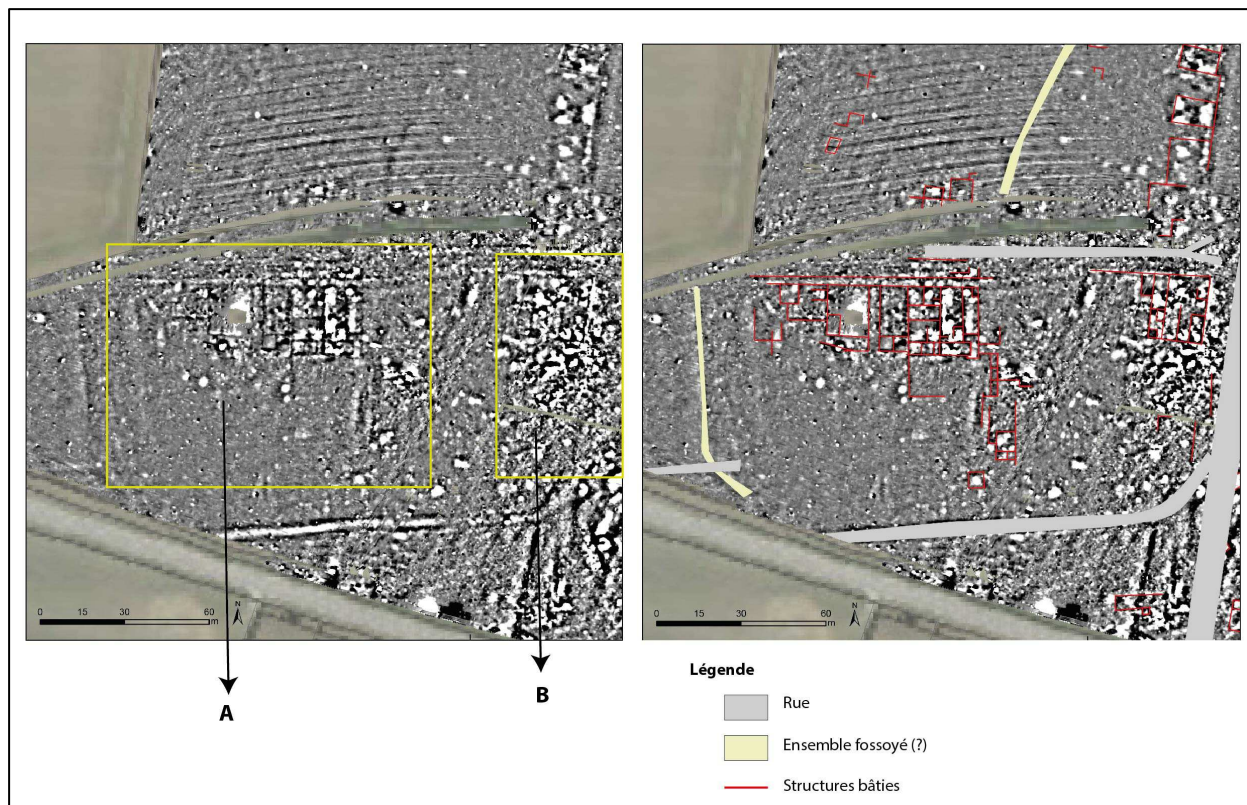 0 15 30 60
m
N
0 15 30 60
m
N
A
B
Légende
Rue
Ensemble fossoyé (?)
Structures bâties